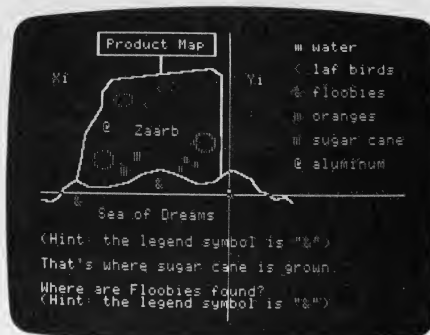 Product Map
Xi
Yi
Zaarb
@
water
laf birds
& floobies
oranges
sugar cane
@ aluminum
&
&
Sea of Dreams
(Hint: the legend symbol is "&")
That's where sugar cane is grown.
Where are Floobies found?
(Hint: the legend symbol is "&")